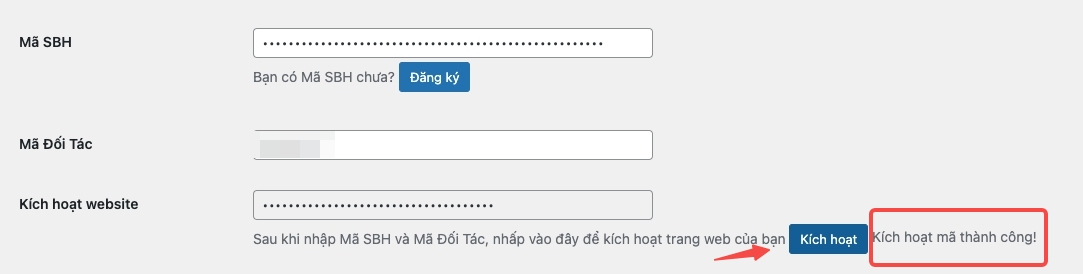 Mã SBH
Bạn có Mã SBH chưa? Đăng ký
Mã Đối Tác
Kích hoạt website
Sau khi nhập Mã SBH và Mã Đối Tác, nhấp vào đây để kích hoạt trang web của bạn Kích hoạt Kích hoạt mã thành công!